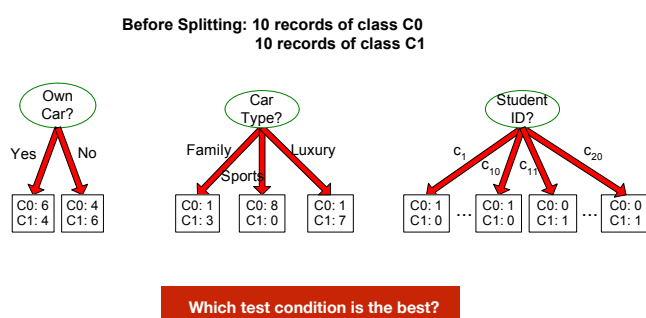 Before Splitting: 10 records of class C0
10 records of class C1
Own
Car?
Yes
No
C0: 6
C1: 4
C0: 4
C1: 6
Car
Type?
Family
Sports
Luxury
C0: 1
C1: 3
C0: 8
C1: 0
C0: 1
C1: 7
Student
ID?
c1
c10
c11
c20
C0: 1
C1: 0
...
C0: 1
C1: 0
C0: 0
C1: 1
...
C0: 0
C1: 1
Which test condition is the best?